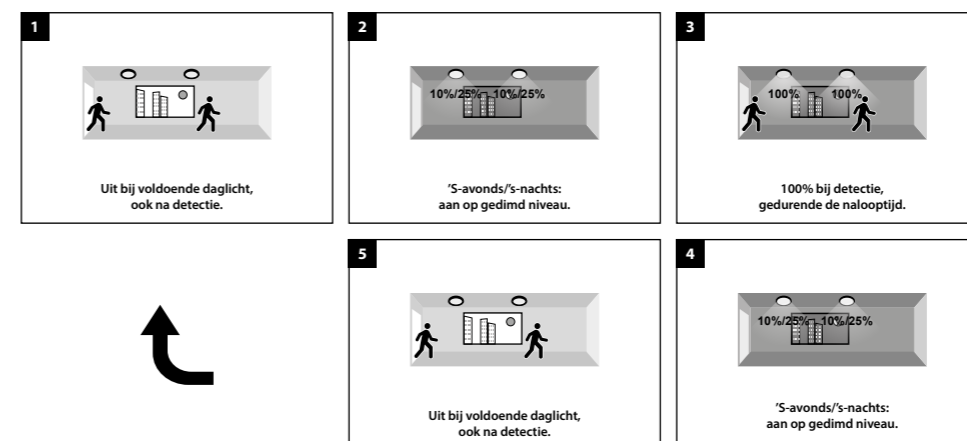 1
Uit bij voldoende daglicht,
ook na detectie.
2
10%/25% 10%/25%
'S-avonds/'s-nachts:
aan op gedimd niveau.
3
100% 100%
100% bij detectie,
gedurende de nalooptijd.
5
Uit bij voldoende daglicht,
ook na detectie.
4
10%/25% 10%/25%
'S-avonds/'s-nachts:
aan op gedimd niveau.